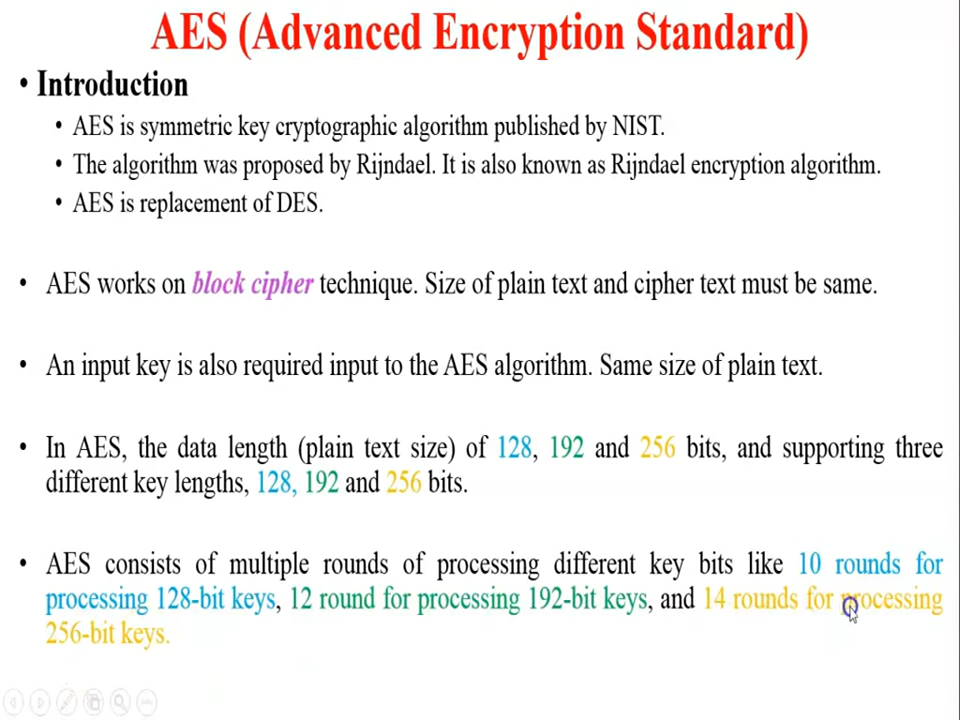 AES (Advanced Encryption Standard)
• Introduction
• AES is symmetric key cryptographic algorithm published by NIST.
• The algorithm was proposed by Rijndael. It is also known as Rijndael encryption algorithm.
• AES is replacement of DES.
• AES works on block cipher technique. Size of plain text and cipher text must be same.
• An input key is also required input to the AES algorithm. Same size of plain text.
• In AES, the data length (plain text size) of 128, 192 and 256 bits, and supporting three
different key lengths, 128, 192 and 256 bits.
• AES consists of multiple rounds of processing different key bits like 10 rounds for
processing 128-bit keys, 12 round for processing 192-bit keys, and 14 rounds for processing
256-bit keys.